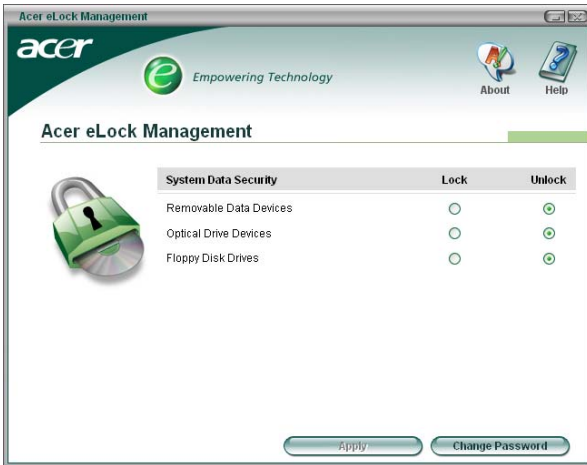 Acer eLock Management
acer
e Empowering Technology
About Help
Acer eLock Management
System Data Security Lock Unlock
Removable Data Devices
Optical Drive Devices
Floppy Disk Drives
Apply Change Password